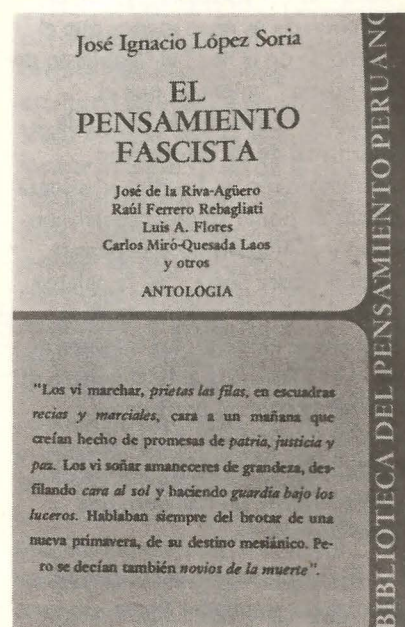 José Ignacio López Soria
EL
PENSAMIENTO
FASCISTA
José de la Riva-Agüero
Raúl Ferrero Rebagliati
Luis A. Flores
Carlos Miró-Quesada Laos
y otros
ANTOLOGIA
"Los vi marchar, prietas las filas, en escuadras
recias y marciales, cara a un mañana que
creían hecho de promesas de patria, justicia y
paz. Los vi soñar amaneceres de grandeza, des-
filando cara al sol y haciendo guardia bajo los
luceros. Hablaban siempre del brotar de una
nueva primavera, de su destino mesiánico. Pe-
ro se decían también novios de la muerte".
BIBLIOTECA DEL PENSAMIENTO PERUANO